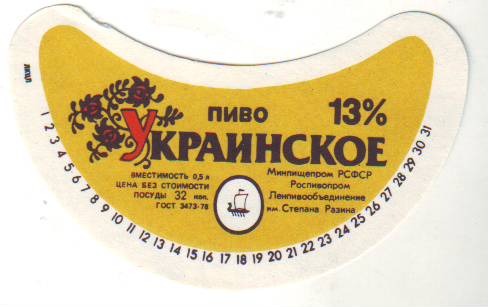 ПИВО 13%
УКРАИНСКОЕ
ВМЕСТИМОСТЬ 0,5 л
ЦЕНА БЕЗ СТОИМОСТИ
ПОСУДЫ 32 коп.
ГОСТ 3473-78
Минпищепром РСФСР
Роспивопром
Ленпивообъединение
им. Степана Разина
1 2 3 4 5 6 7 8 9 10 11 12 13 14 15 16 17 18 19 20 21 22 23 24 25 26 27 28 29 30 31